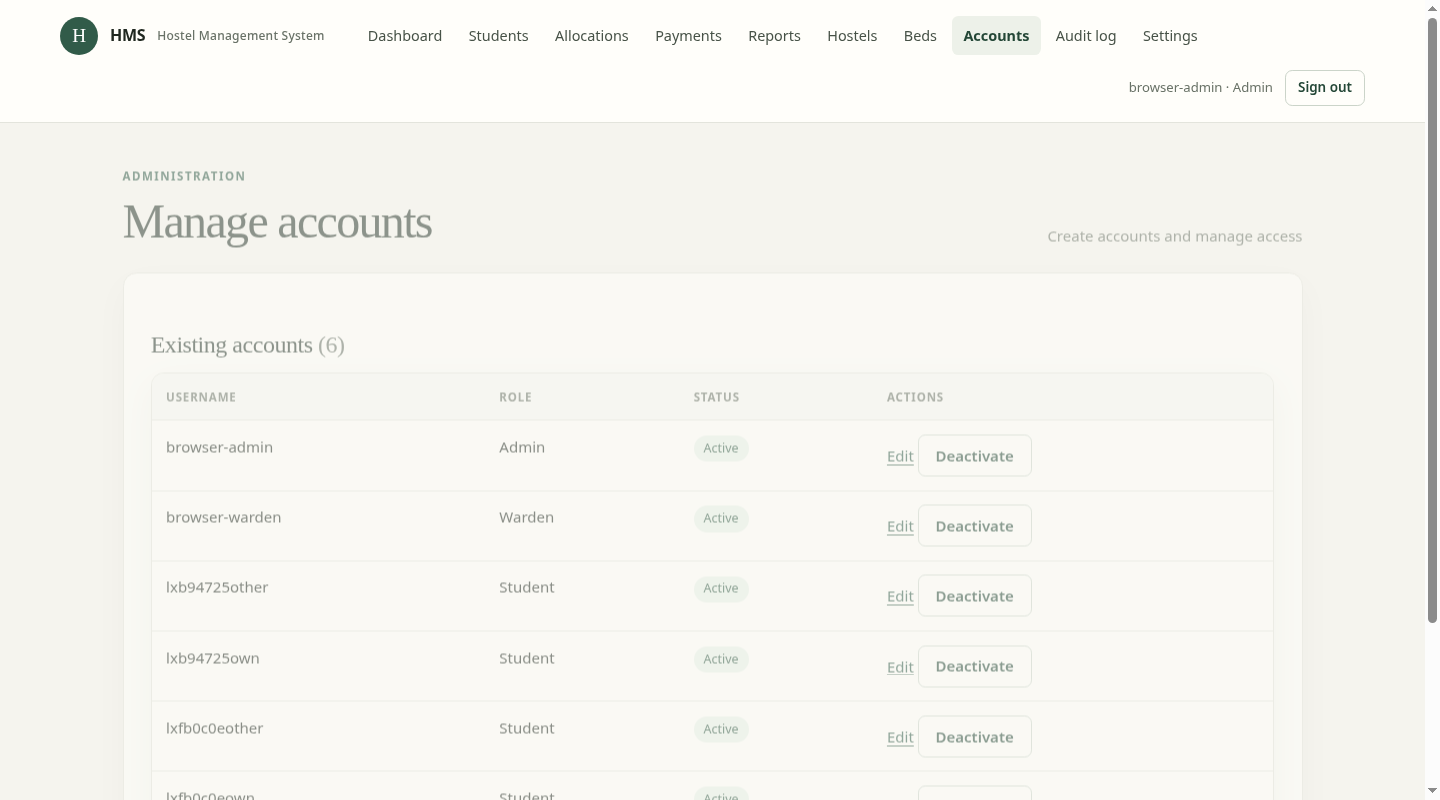 H HMS Hostel Management System Dashboard Students Allocations Payments Reports Hostels Beds Accounts Audit log Settings
browser-admin · Admin Sign out
ADMINISTRATION
Manage accounts
Create accounts and manage access
Existing accounts (6)
USERNAME ROLE STATUS ACTIONS
browser-admin Admin Active Edit Deactivate
browser-warden Warden Active Edit Deactivate
lxb94725other Student Active Edit Deactivate
lxb94725own Student Active Edit Deactivate
lxfb0c0eother Student Active Edit Deactivate
lxfb0c0eown Student Active